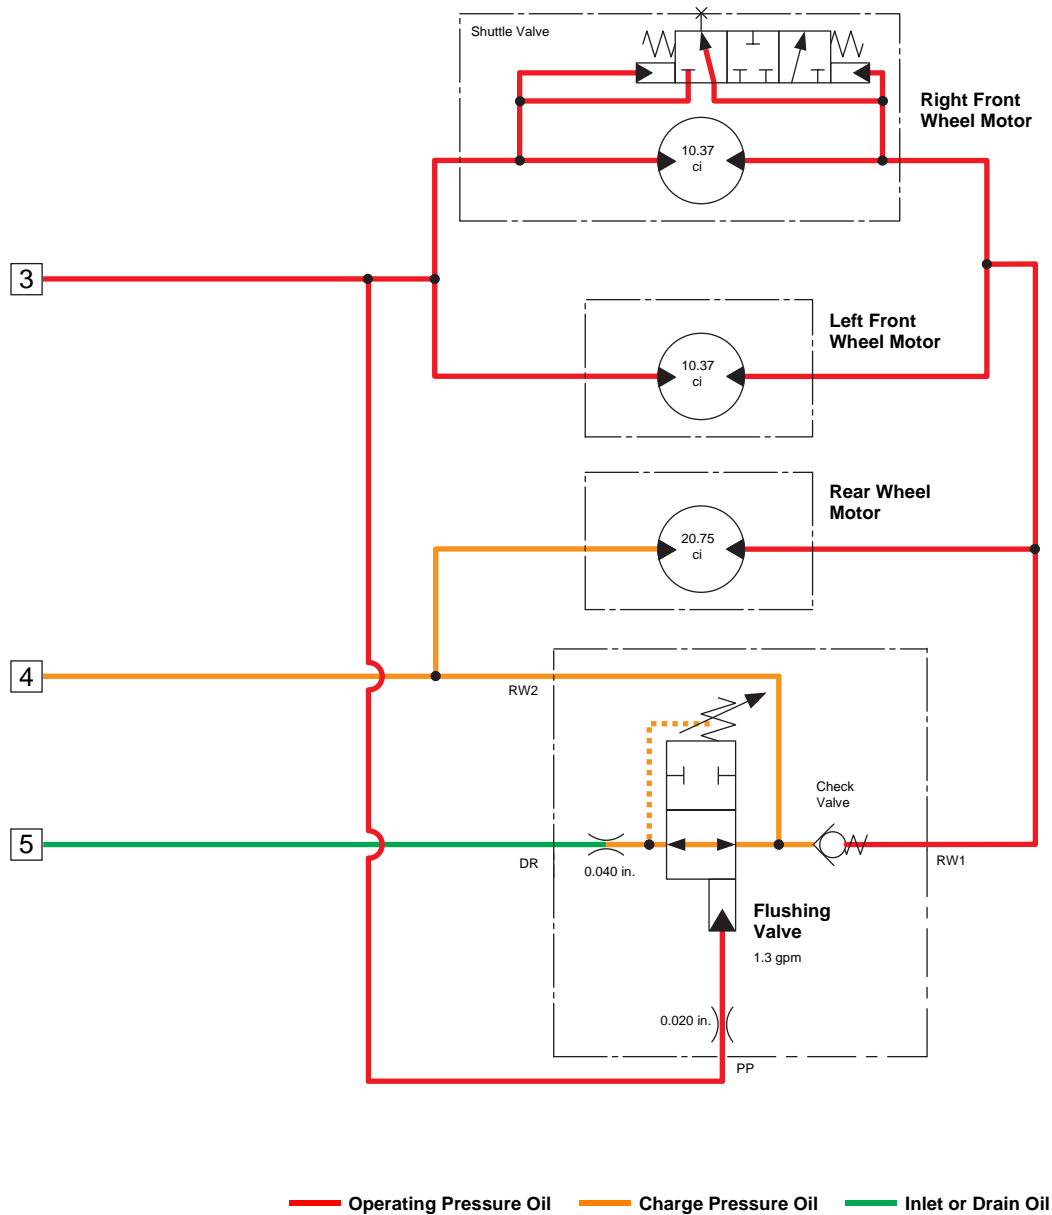 Shuttle Valve
Right Front
Wheel Motor
10.37
ci
3
Left Front
Wheel Motor
10.37
ci
Rear Wheel
Motor
20.75
ci
4
RW2
Check
Valve
5
DR
0.040 in.
RW1
Flushing
Valve
1.3 gpm
0.020 in.
PP
Operating Pressure Oil
Charge Pressure Oil
Inlet or Drain Oil